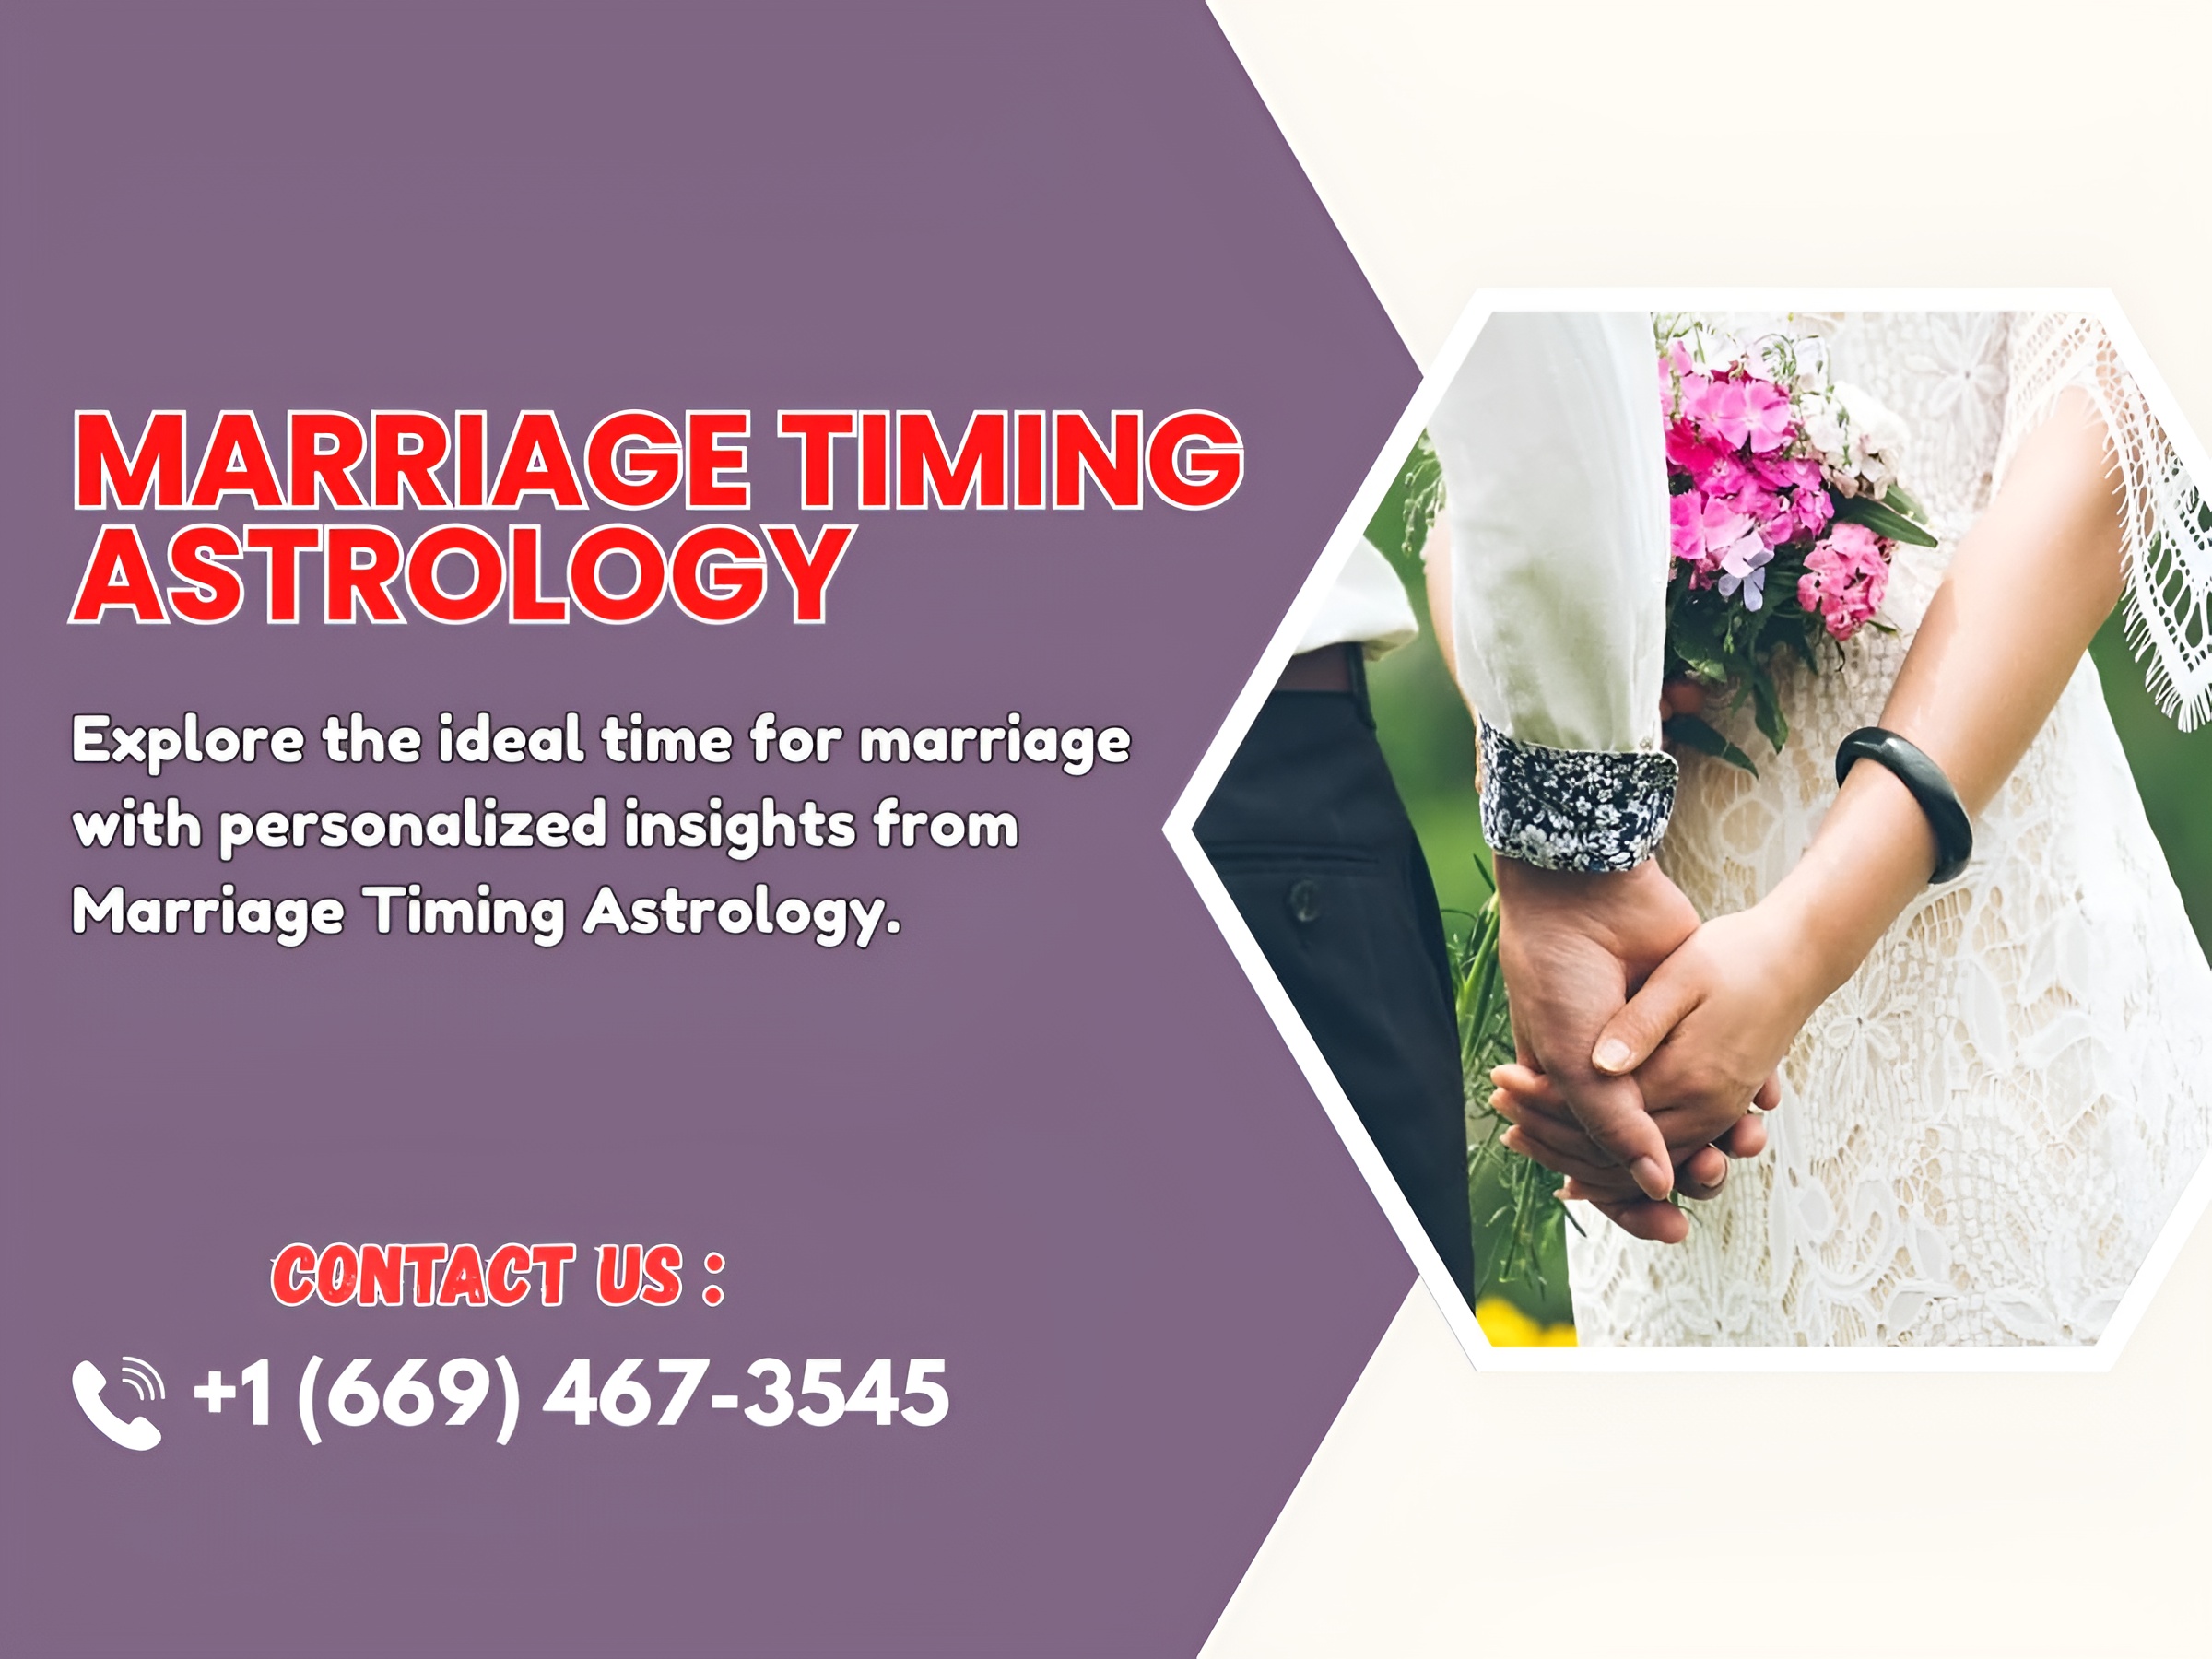 MARRIAGE TIMING
ASTROLOGY
Explore the ideal time for marriage
with personalized insights from
Marriage Timing Astrology.
CONTACT US :
+1 (669) 467-3545